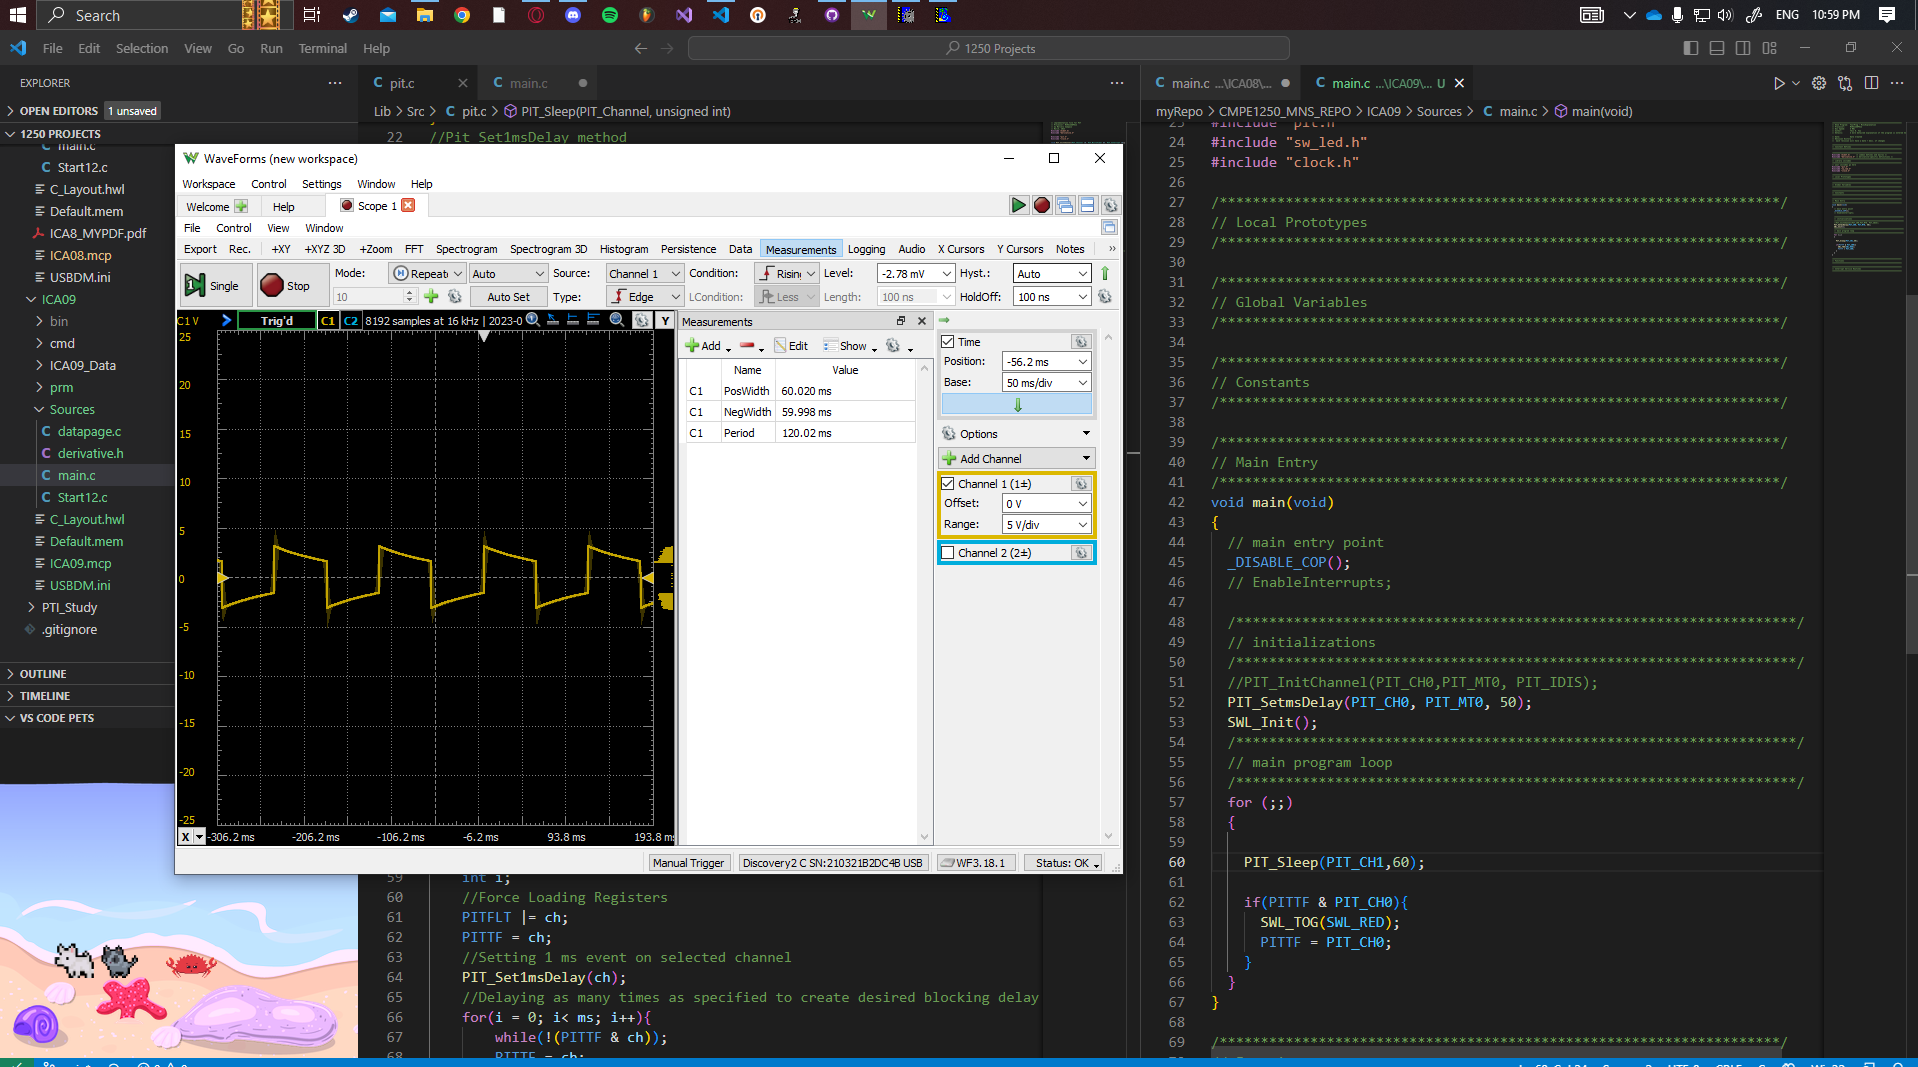 Search
ENG 10:59 PM
File Edit Selection View Go Run Terminal Help
1250 Projects
EXPLORER
OPEN EDITORS 1 unsaved
1250 PROJECTS
main.c
Start12.c
C_Layout.hwl
Default.mem
ICA8_MYPDF.pdf
ICA08.mcp
USBDM.ini
ICA09
bin
cmd
ICA09_Data
prm
Sources
datapage.c
derivative.h
main.c
Start12.c
C_Layout.hwl
Default.mem
ICA09.mcp
USBDM.ini
PTI_Study
.gitignore
OUTLINE
TIMELINE
VS CODE PETS
pit.c
main.c
Lib > Src > C pit.c > PIT_Sleep(PIT_Channel, unsigned int)
22 //Pit Set1msDelay method
WaveForms (new workspace)
Workspace Control Settings Window Help
Welcome Help Scope 1
File Control View Window
Export Rec. +XY +XYZ 3D +Zoom FFT Spectrogram Spectrogram 3D Histogram Persistence Data Measurements Logging Audio X Cursors Y Cursors Notes
Single Stop
Mode: Repeat Auto Source: Channel 1 Condition: Rising Level: -2.78 mV Hyst.: Auto
10 Auto Set Type: Edge LCondition: Less Length: 100 ns HoldOff: 100 ns
C1 V Trig'd C1 C2 8192 samples at 16 kHz | 2023-0 Y
25
20
15
10
5
0
-5
-10
-15
-20
-25
X -306.2 ms -206.2 ms -106.2 ms -6.2 ms 93.8 ms 193.8 ms
Measurements
Add Edit Show
Name Value
C1 PosWidth 60.020 ms
C1 NegWidth 59.998 ms
C1 Period 120.02 ms
Time
Position: -56.2 ms
Base: 50 ms/div
Options
Add Channel
Channel 1 (1±)
Offset: 0 V
Range: 5 V/div
Channel 2 (2±)
Manual Trigger Discovery2 C SN:210321B2DC4B USB WF3.18.1 Status: OK
59 int i;
60 //Force Loading Registers
61 PITFLT |= ch;
62 PITTF = ch;
63 //Setting 1 ms event on selected channel
64 PIT_Set1msDelay(ch);
65 //Delaying as many times as specified to create desired blocking delay
66 for(i = 0; i< ms; i++){
67 while(!(PITTF & ch));
68 PITTF = ch;
main.c ...\ICA08\...
main.c ...\ICA09\... U
myRepo > CMPE1250_MNS_REPO > ICA09 > Sources > C main.c > main(void)
23 #include "pit.h"
24 #include "sw_led.h"
25 #include "clock.h"
26
27 /********************************************************************/
28 // Local Prototypes
29 /********************************************************************/
30
31 /********************************************************************/
32 // Global Variables
33 /********************************************************************/
34
35 /********************************************************************/
36 // Constants
37 /********************************************************************/
38
39 /********************************************************************/
40 // Main Entry
41 /********************************************************************/
42 void main(void)
43 {
44 // main entry point
45 _DISABLE_COP();
46 // EnableInterrupts;
47
48 /********************************************************************/
49 // initializations
50 /********************************************************************/
51 //PIT_InitChannel(PIT_CH0,PIT_MT0, PIT_IDIS);
52 PIT_SetmsDelay(PIT_CH0, PIT_MT0, 50);
53 SWL_Init();
54 /********************************************************************/
55 // main program loop
56 /********************************************************************/
57 for (;;)
58 {
59
60 PIT_Sleep(PIT_CH1,60);
61
62 if(PITTF & PIT_CH0){
63 SWL_TOG(SWL_RED);
64 PITTF = PIT_CH0;
65 }
66 }
67 }
68
69 /********************************************************************/